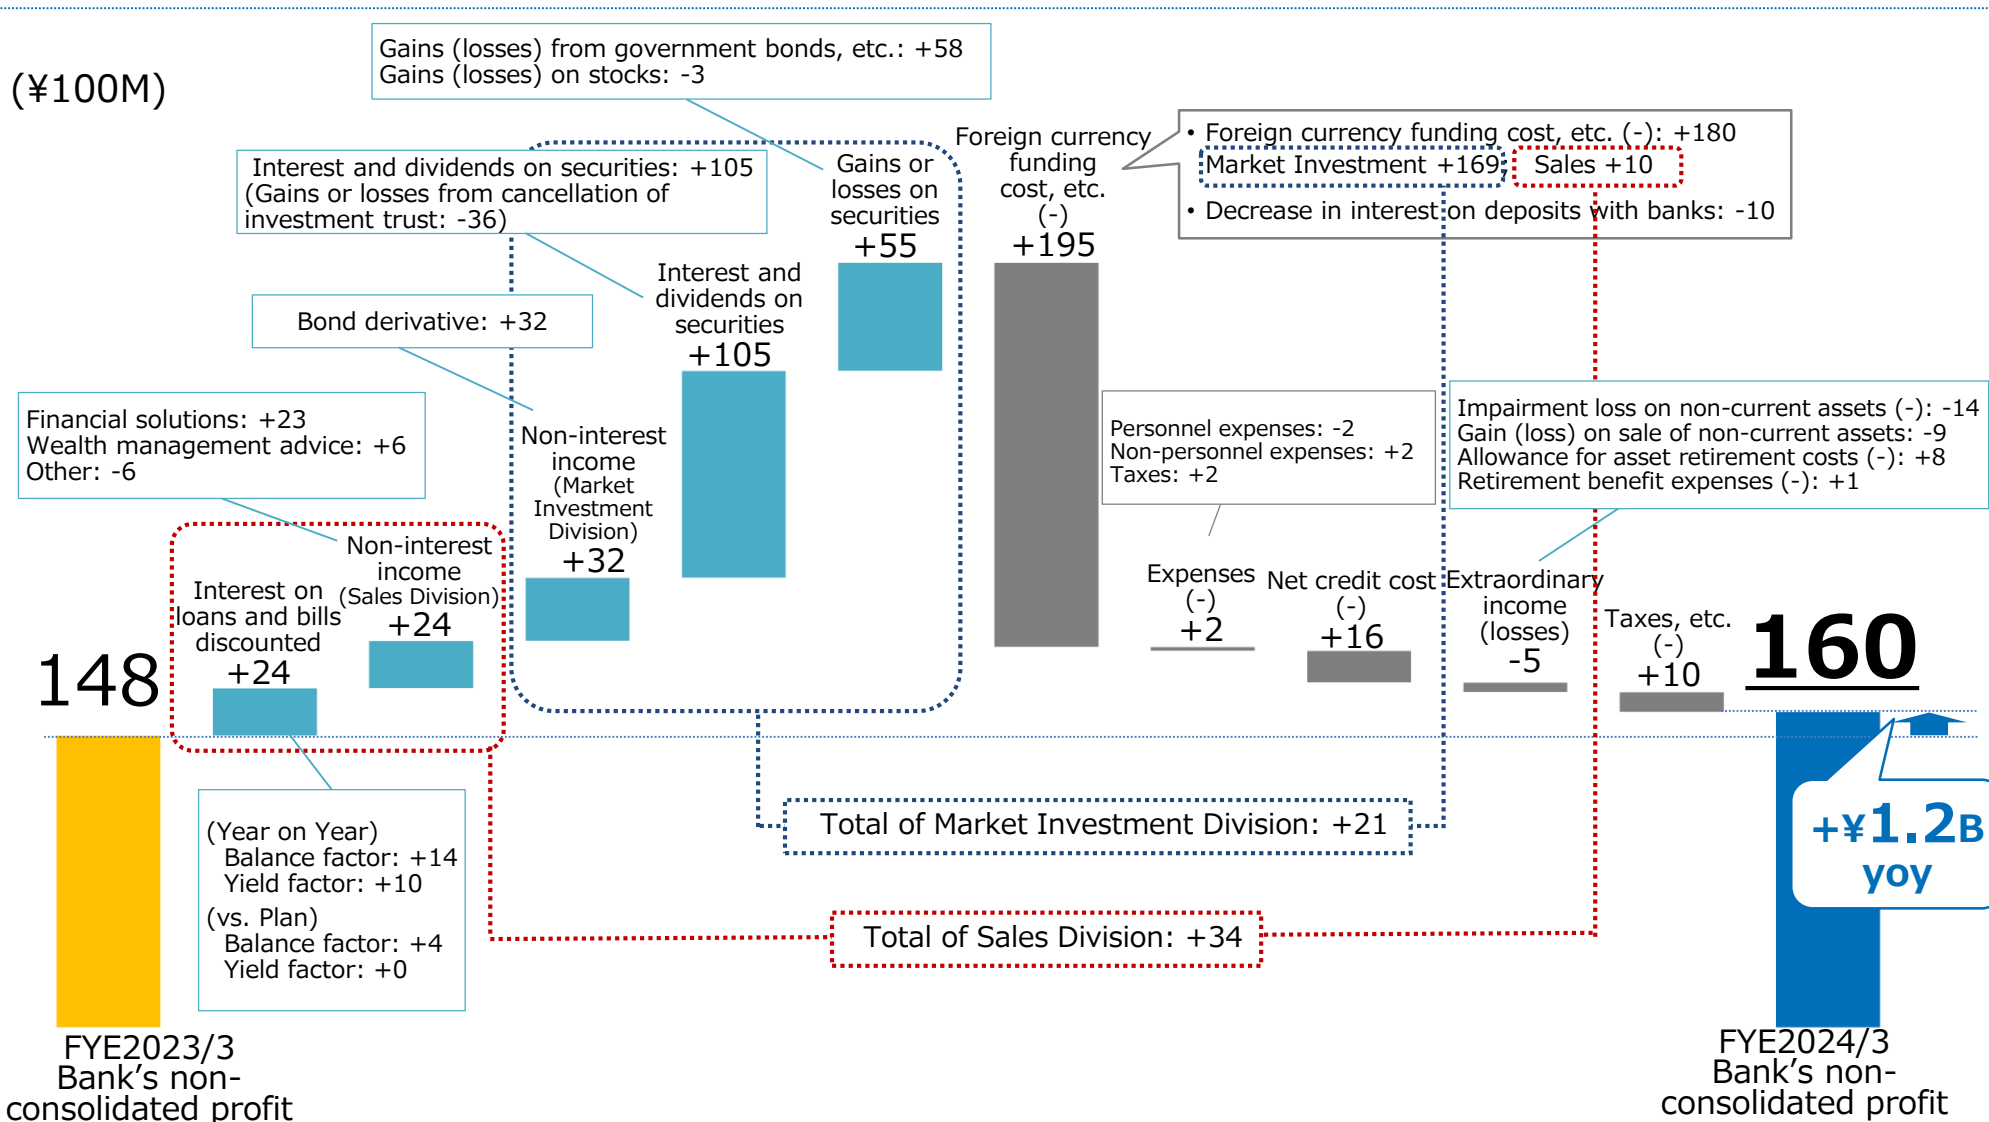 (¥100M)
Gains (losses) from government bonds, etc.: +58
Gains (losses) on stocks: -3
Interest and dividends on securities: +105
(Gains or losses from cancellation of
investment trust: -36)
Bond derivative: +32
Financial solutions: +23
Wealth management advice: +6
Other: -6
148
Interest on
loans and bills
discounted
+24
Non-interest
income
(Sales Division)
+24
Non-interest
income
(Market
Investment
Division)
+32
Interest and
dividends on
securities
+105
Gains or
losses on
securities
+55
Foreign currency
funding
cost, etc.
(-)
+195
• Foreign currency funding cost, etc. (-): +180
Market Investment +169, Sales +10
• Decrease in interest on deposits with banks: -10
Personnel expenses: -2
Non-personnel expenses: +2
Taxes: +2
Expenses
(-)
+2
Net credit cost
(-)
+16
Impairment loss on non-current assets (-): -14
Gain (loss) on sale of non-current assets: -9
Allowance for asset retirement costs (-): +8
Retirement benefit expenses (-): +1
Extraordinary
income
(losses)
-5
Taxes, etc.
(-)
+10
160
(Year on Year)
Balance factor: +14
Yield factor: +10
(vs. Plan)
Balance factor: +4
Yield factor: +0
Total of Market Investment Division: +21
Total of Sales Division: +34
+¥1.2B
yoy
FYE2023/3
Bank’s non-
consolidated profit
FYE2024/3
Bank’s non-
consolidated profit